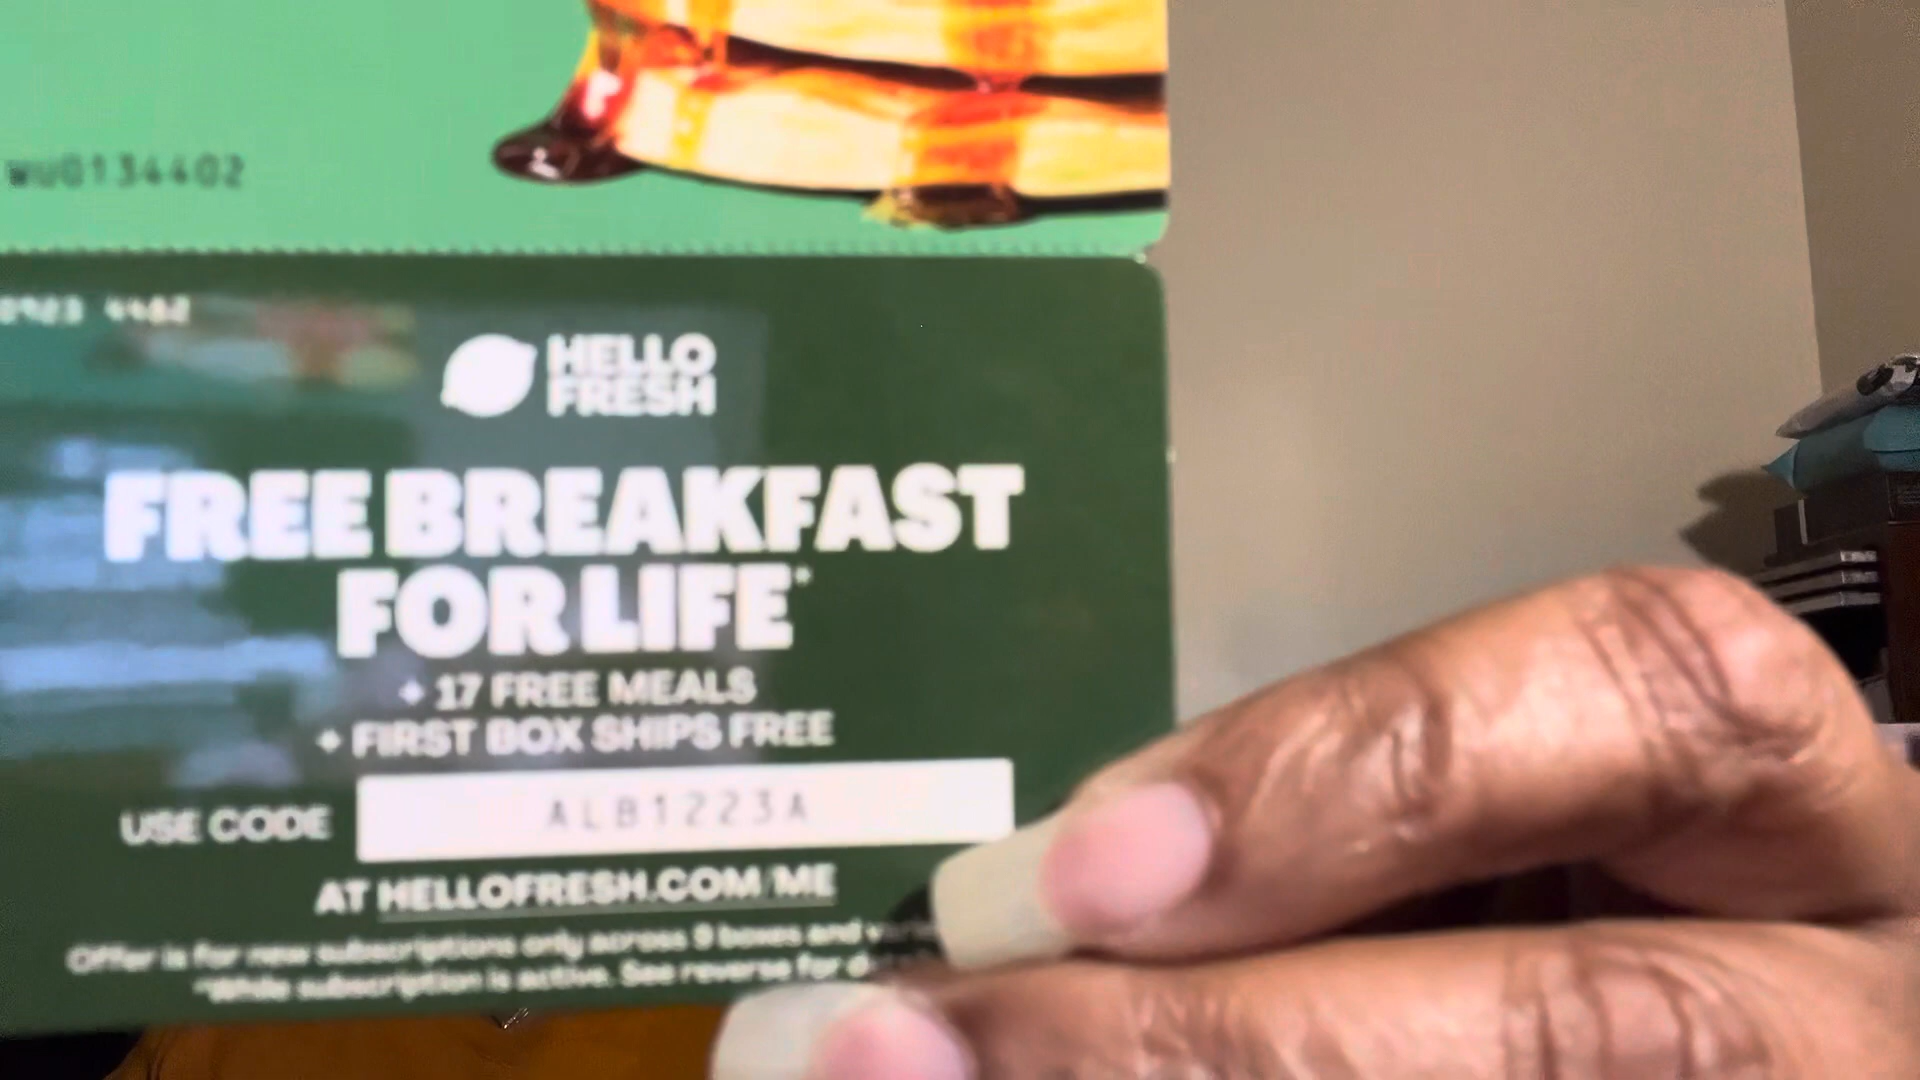 WU0134402
HELLO
FRESH
FREE BREAKFAST
FOR LIFE*
+ 17 FREE MEALS
+ FIRST BOX SHIPS FREE
USE CODE ALB1223A
AT HELLOFRESH.COM/ME
Offer is for new subscriptions only across 9 boxes and
*While subscription is active. See reverse for